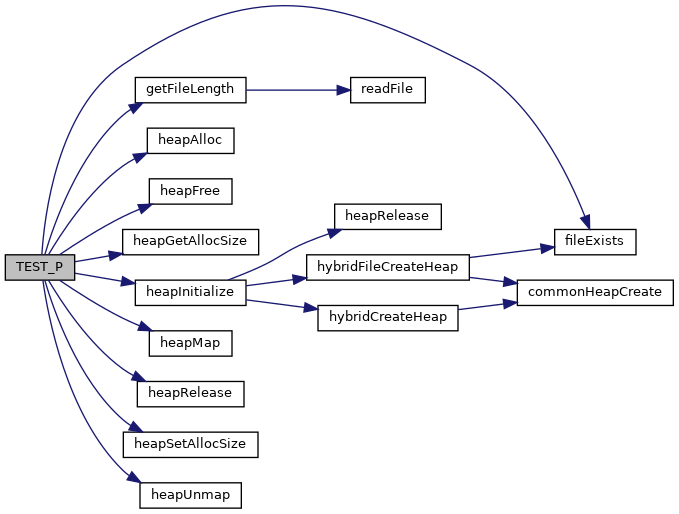 TEST_P
getFileLength
readFile
heapAlloc
heapFree
heapGetAllocSize
heapInitialize
heapRelease
hybridFileCreateHeap
hybridCreateHeap
fileExists
commonHeapCreate
heapMap
heapRelease
heapSetAllocSize
heapUnmap